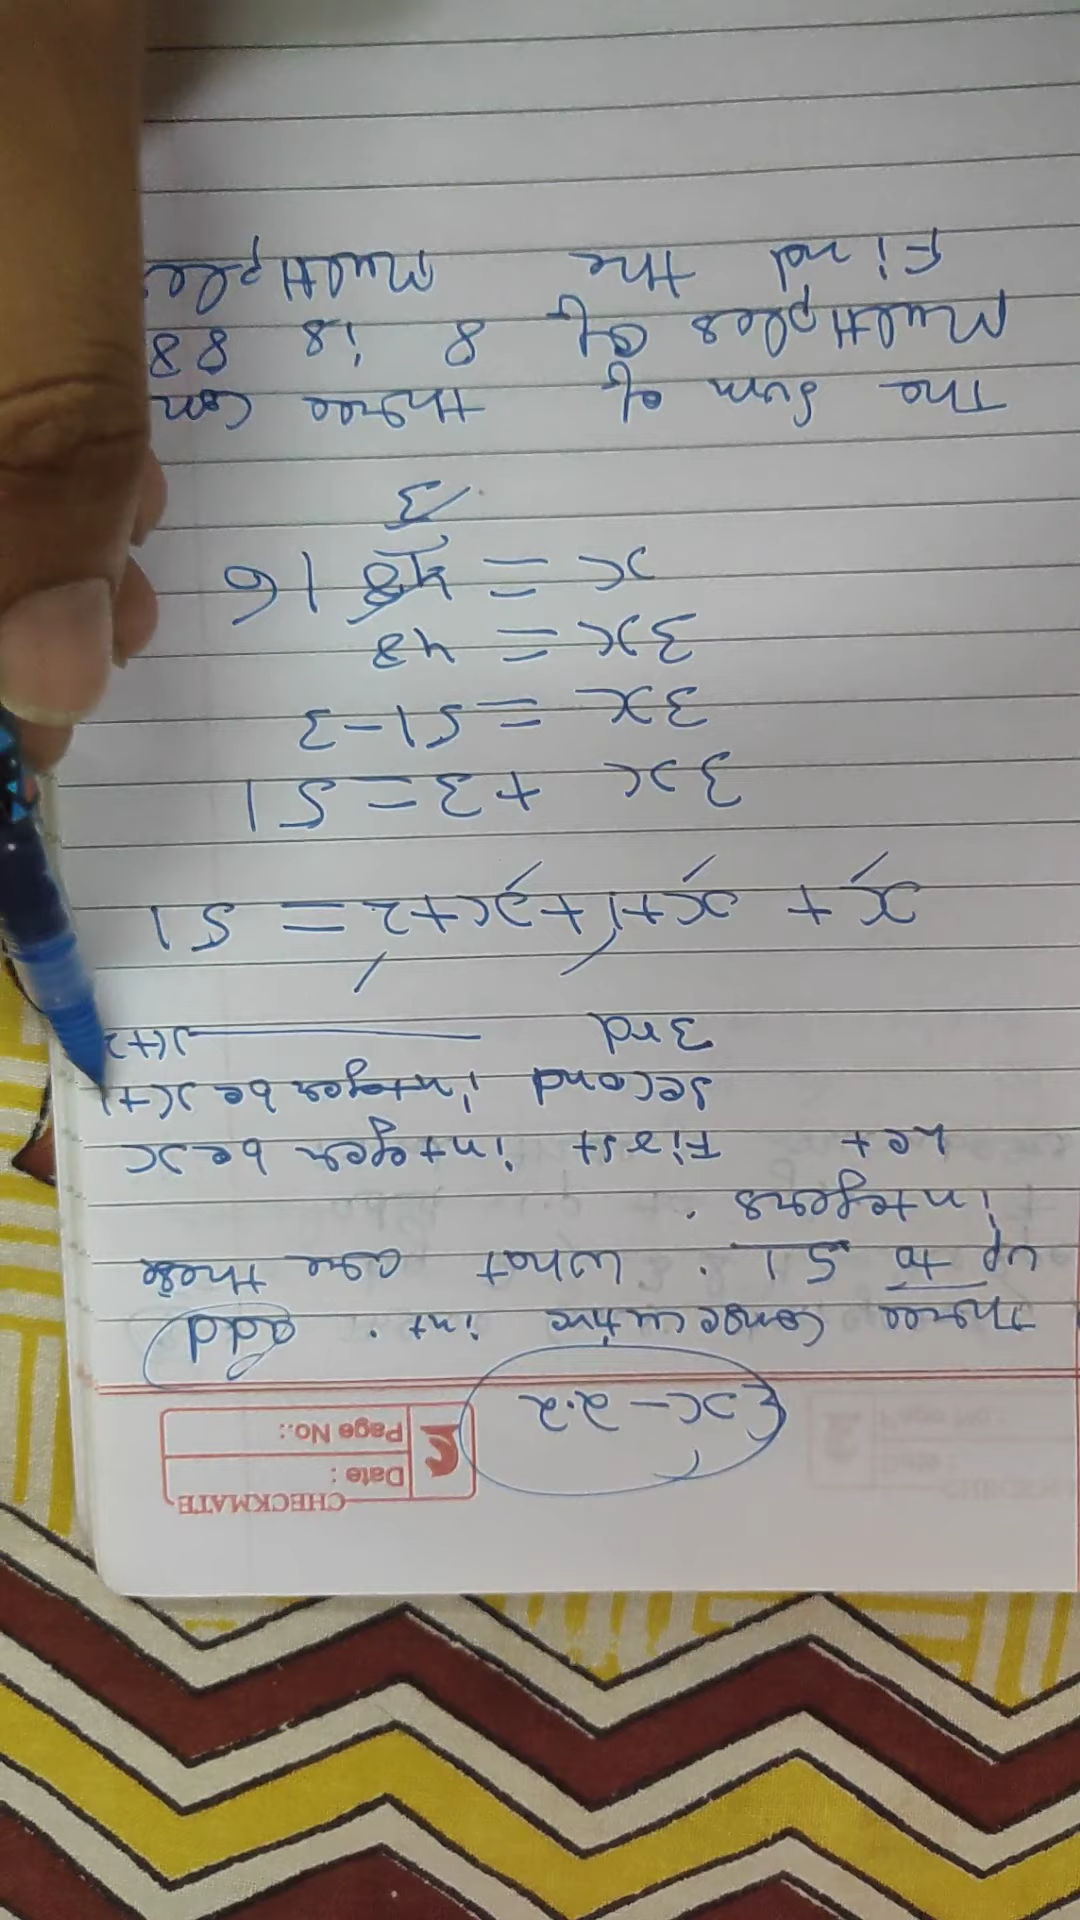 CHECKMATE
Date :
Page No.:
Ex-2.2
Three consecutive int. add
up to 51. What are these
integers.
Let First integer be x
second integer be x+1
3rd x+2
x + x+1+x+2 = 51
3x +3=51
3x = 51-3
3x = 48
x = 48 16
3
The sum of three con
Multiples of 8 is 88
Find the Multiple